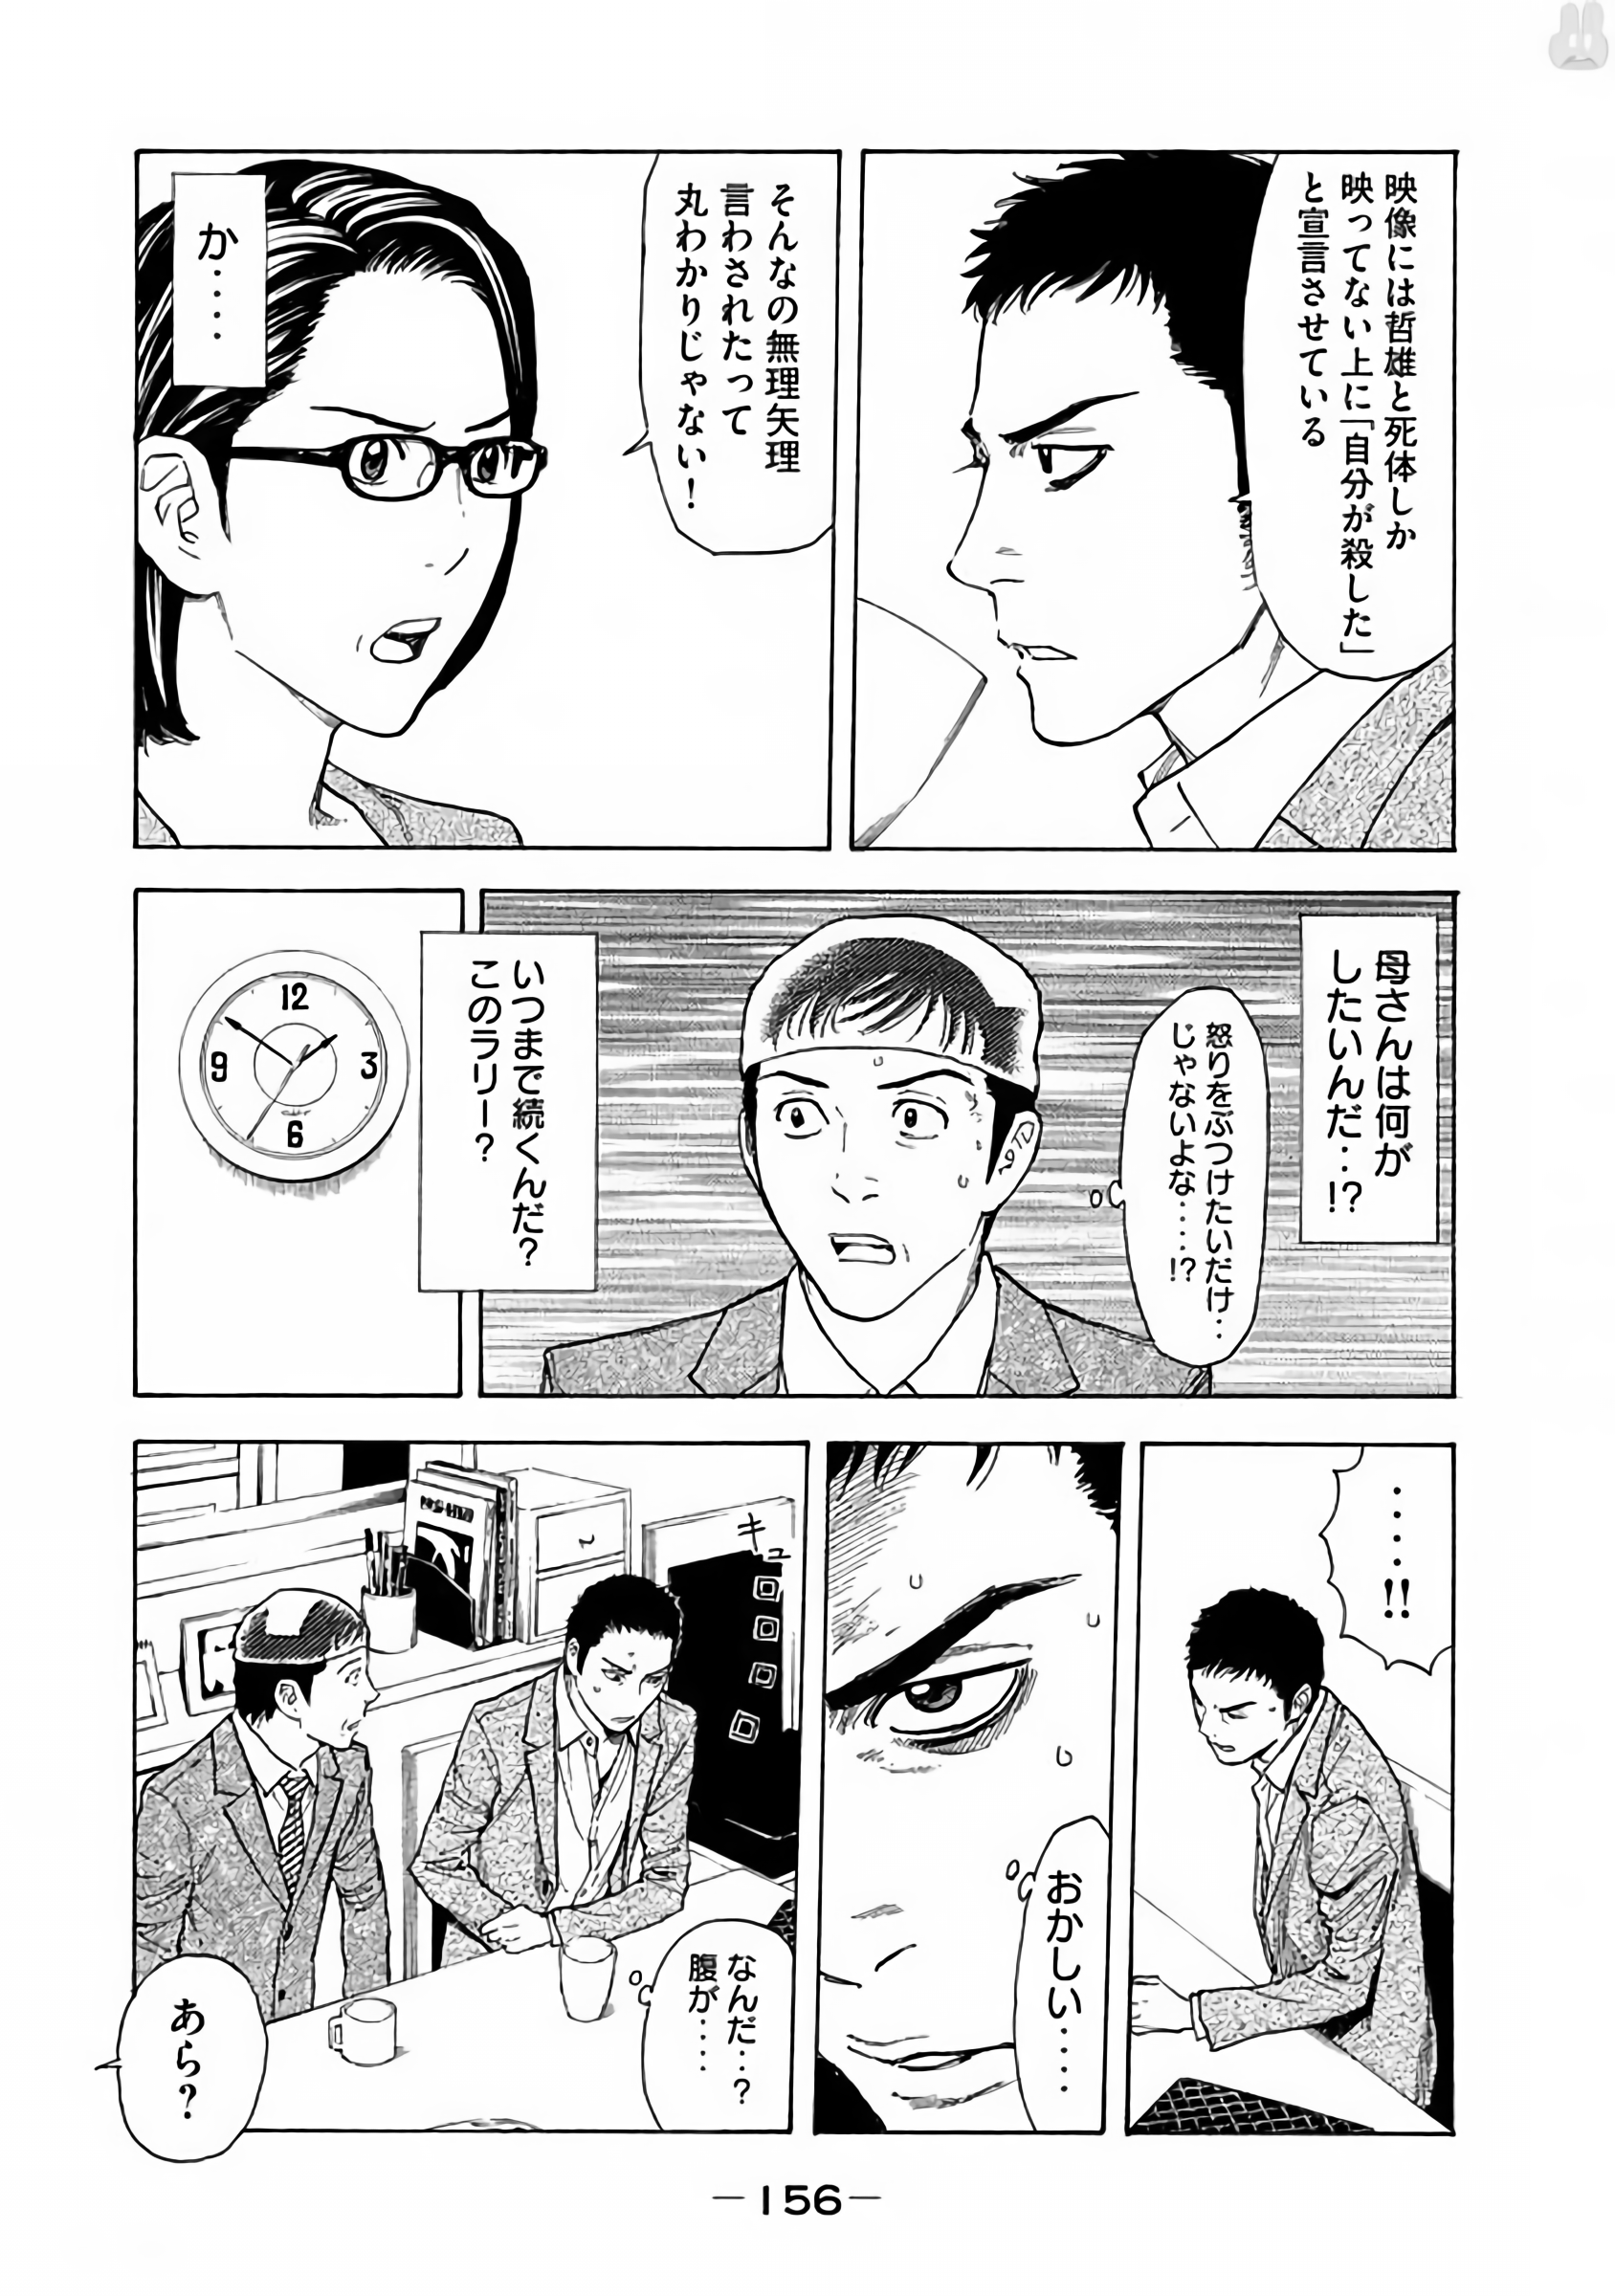 映像には哲雄と死体しか
映ってない上に「自分が殺した」
と宣言させている
そんなの無理矢理
言わされたって
丸わかりじゃない！
か‥‥
母さんは何が
したいんだ‥!?
怒りをぶつけたいだけ‥
じゃないよな‥‥!?
いつまで続くんだ？
このラリー？
12
3
6
9
‥‥!!
おかしい‥‥
キュロロロロ
なんだ‥？
腹が‥‥
あら？
—156—